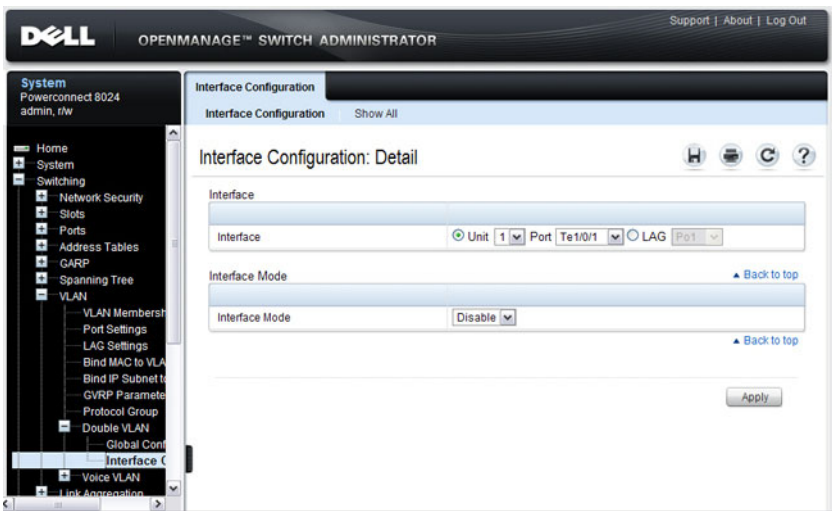 Support | About | Log Out
DELL
OPENMANAGE™ SWITCH ADMINISTRATOR
System
Powerconnect 8024
admin, r/w
Home
System
Switching
Network Security
Slots
Ports
Address Tables
GARP
Spanning Tree
VLAN
VLAN Membersh
Port Settings
LAG Settings
Bind MAC to VLA
Bind IP Subnet to
GVRP Paramete
Protocol Group
Double VLAN
Global Conf
Interface C
Voice VLAN
Link Aggregation
Interface Configuration
Interface Configuration Show All
Interface Configuration: Detail
Interface
Interface Unit 1 Port Te1/0/1 LAG Po1
Interface Mode ▲ Back to top
Interface Mode Disable
▲ Back to top
Apply